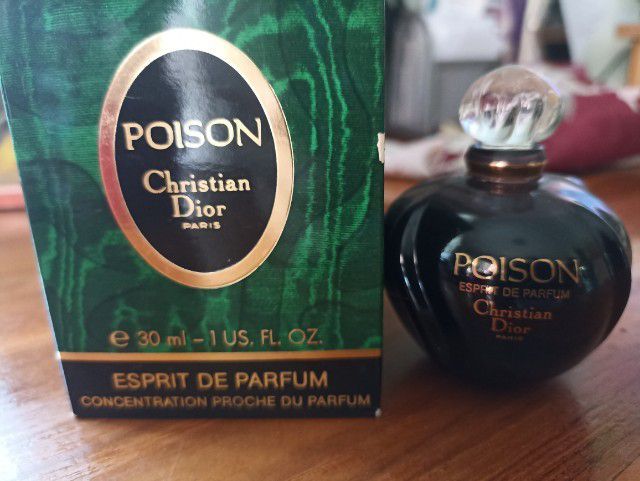 POISON
Christian
Dior
PARIS
e 30 ml - 1 US. FL. OZ.
ESPRIT DE PARFUM
CONCENTRATION PROCHE DU PARFUM
POISON
ESPRIT DE PARFUM
Christian
Dior
PARIS